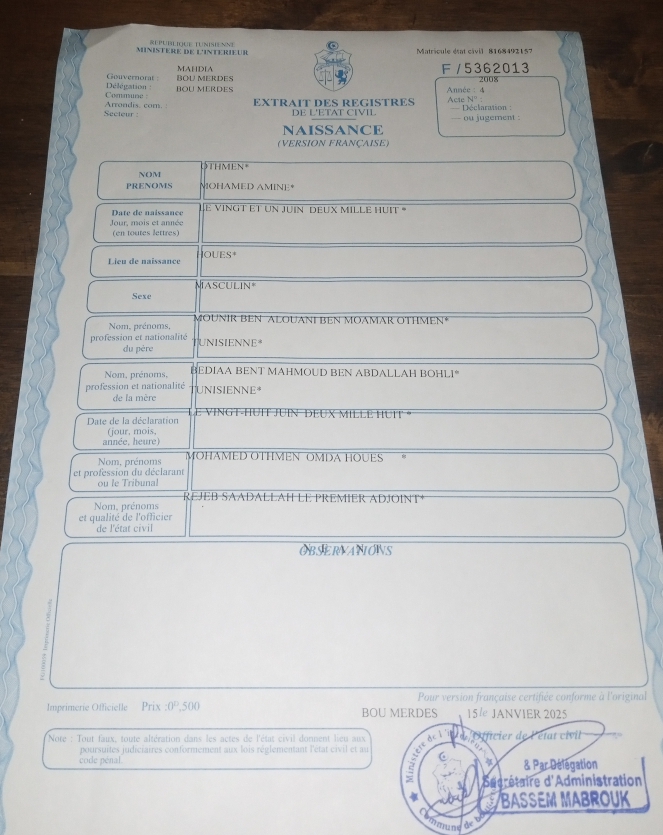 REPUBLIQUE TUNISIENNE
MINISTÈRE DE L'INTERIEUR
Matricule état civil 8168492157
F / 5362013
Gouvernorat : MAHDIA
Délégation : BOU MERDES
Commune : BOU MERDES
Arrondis. com. :
Secteur :
2008
Année : 4
Acte N° :
— Déclaration :
— ou jugement :
EXTRAIT DES REGISTRES
DE L'ETAT CIVIL
NAISSANCE
(VERSION FRANÇAISE)
NOM OTHMEN*
PRENOMS MOHAMED AMINE*
Date de naissance LE VINGT ET UN JUIN DEUX MILLE HUIT *
Jour, mois et année
(en toutes lettres)
Lieu de naissance HOUES*
Sexe MASCULIN*
Nom, prénoms, MOUNIR BEN ALOUANI BEN MOAMAR OTHMEN*
profession et nationalité
du père TUNISIENNE*
Nom, prénoms, BEDIAA BENT MAHMOUD BEN ABDALLAH BOHLI*
profession et nationalité TUNISIENNE*
de la mère
Date de la déclaration LE VINGT-HUIT JUIN DEUX MILLE HUIT *
(jour, mois,
année, heure)
Nom, prénoms MOHAMED OTHMEN OMDA HOUES *
et profession du déclarant
ou le Tribunal
Nom, prénoms REJEB SAADALLAH LE PREMIER ADJOINT*
et qualité de l'officier
de l'état civil
OBSERVATIONS
N E A N T
Pour version française certifiée conforme à l'original
Imprimerie Officielle Prix :0ᴰ,500
BOU MERDES 15 le JANVIER 2025
Note : Tout faux, toute altération dans les actes de l'état civil donnent lieu aux
poursuites judiciaires conformement aux lois réglementant l'état civil et au
code pénal.
Officier de l'état civil
Ministère de l'Intérieur
Commune de
& Par Délégation
Secrétaire d'Administration
BASSEM MABROUK